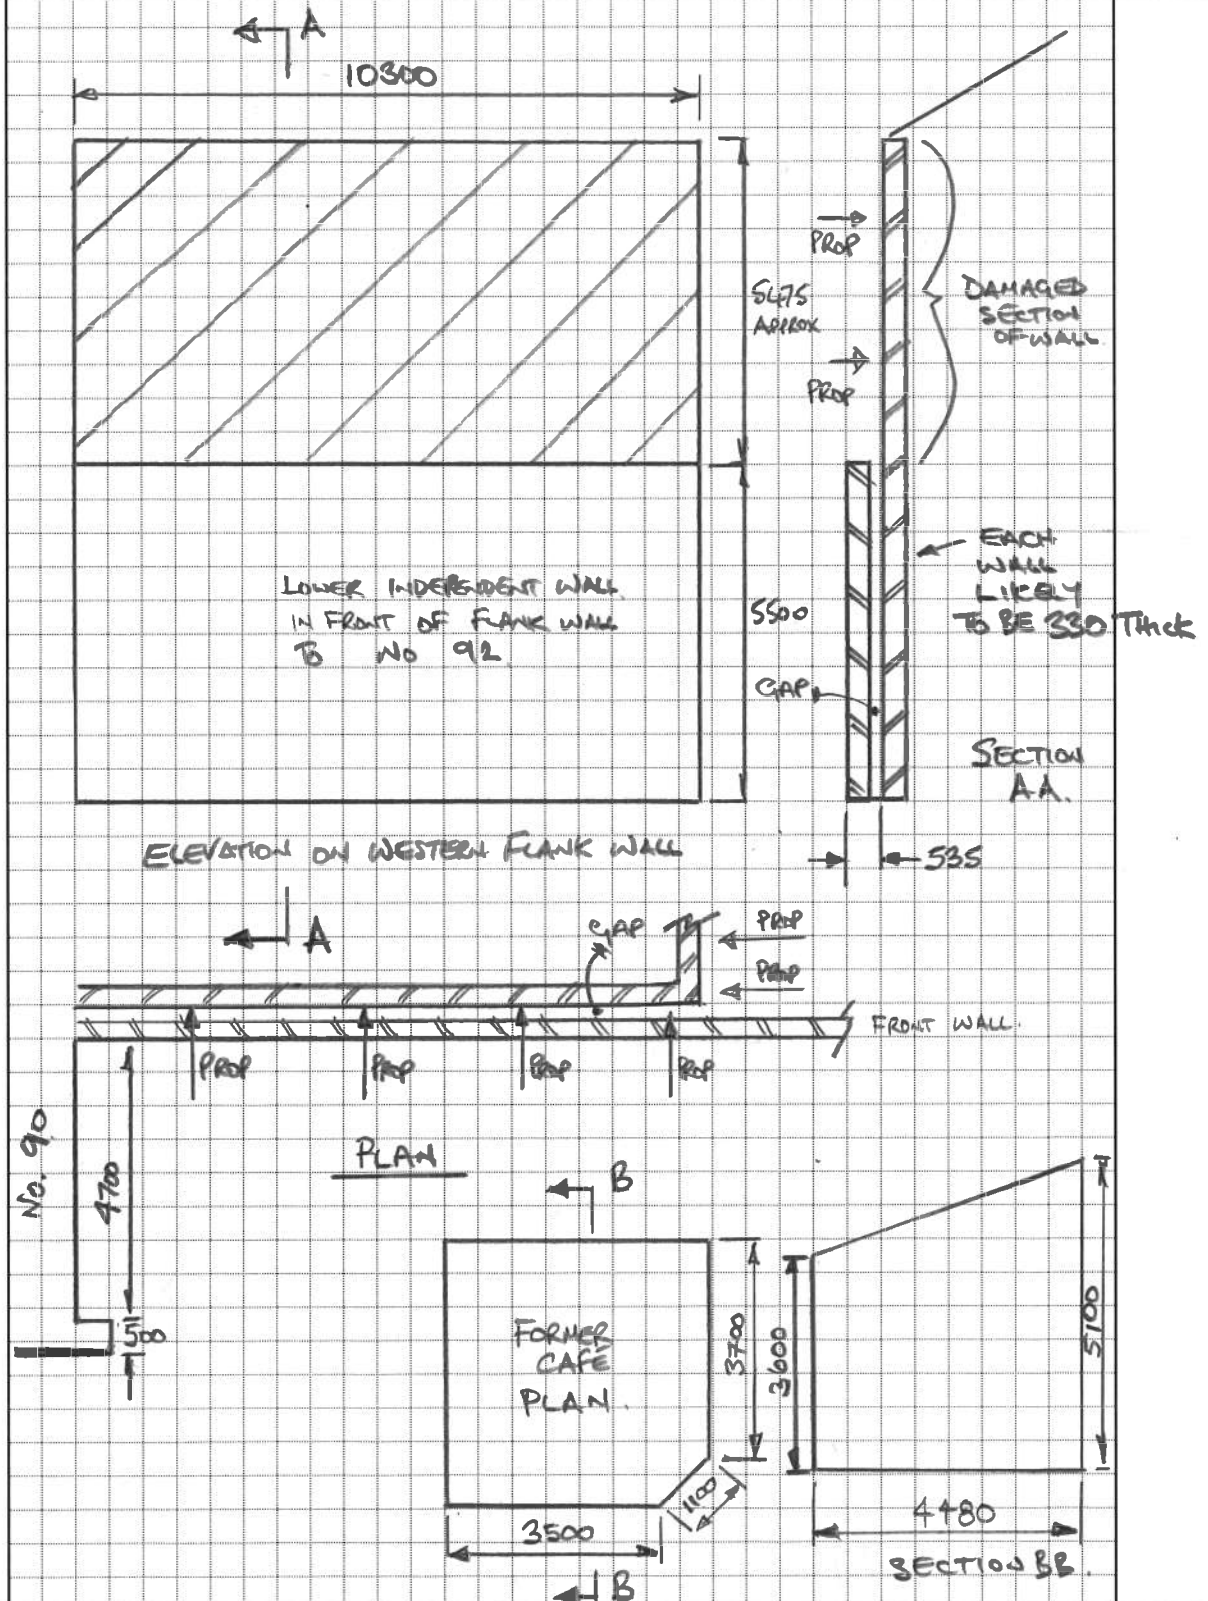 A
10300
5475
APPROX
PROP
PROP
DAMAGED
SECTION
OF WALL
LOWER INDEPENDENT WALL
IN FRONT OF FLANK WALL
TO NO 92
5500
EACH
WALL
LIKELY
TO BE 330 THICK
GAP
SECTION
A.A.
535
ELEVATION ON WESTERN FLANK WALL
A
GAP
PROP
PROP
FRONT WALL.
PROP
PROP
PROP
PROP
No. 90
4700
500
PLAN
B
FORMER
CAFE
PLAN.
3700
3600
5100
1100
3500
4480
SECTION BB.
B